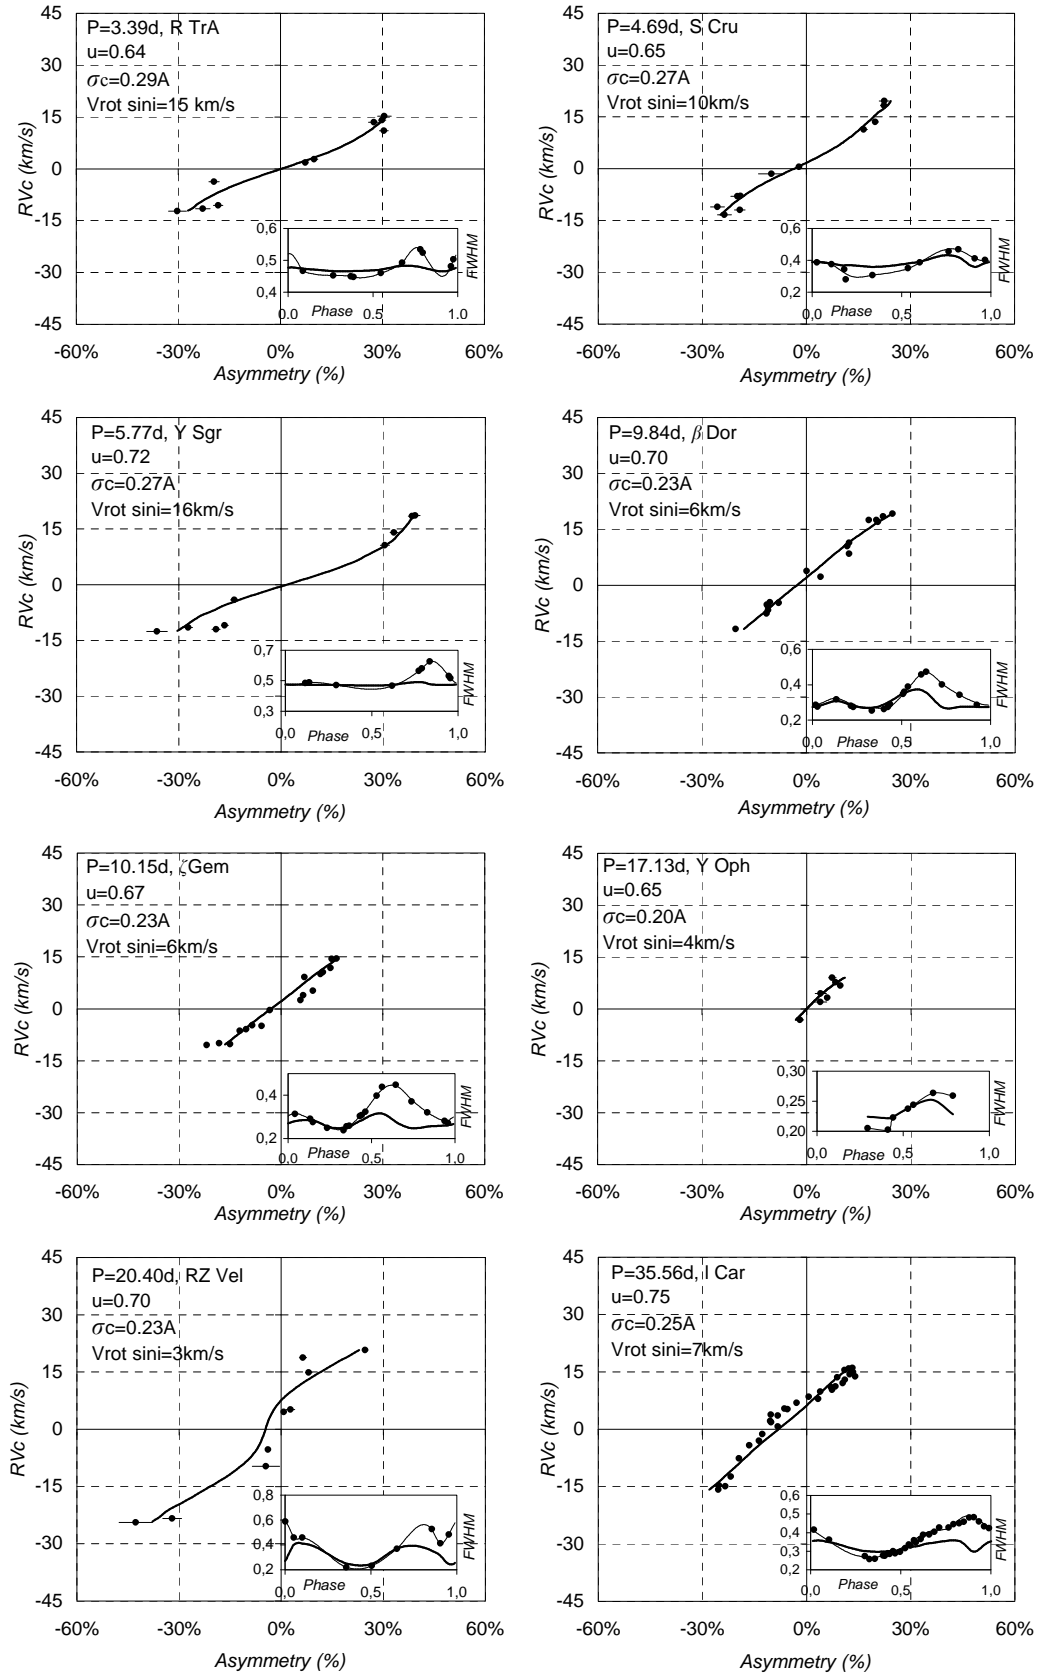 45
30
15
0
-15
-30
-45
RVc (km/s)
P=3.39d, R TrA
u=0.64
σc=0.29A
Vrot sini=15 km/s
0,6
0,5
0,4
0.0
Phase
0.5
1.0
FWHM
-60%
-30%
0%
30%
60%
Asymmetry (%)
45
30
15
0
-15
-30
-45
RVc (km/s)
P=4.69d, S Cru
u=0.65
σc=0.27A
Vrot sini=10km/s
0,6
0,4
0,2
0,0
Phase
0,5
1,0
FWHM
-60%
-30%
0%
30%
60%
Asymmetry (%)
45
30
15
0
-15
-30
-45
RVc (km/s)
P=5.77d, Y Sgr
u=0.72
σc=0.27A
Vrot sini=16km/s
0,7
0,5
0,3
0,0
Phase
0,5
1,0
FWHM
-60%
-30%
0%
30%
60%
Asymmetry (%)
45
30
15
0
-15
-30
-45
RVc (km/s)
P=9.84d, β Dor
u=0.70
σc=0.23A
Vrot sini=6km/s
0,6
0,4
0,2
0,0
Phase
0,5
1,0
FWHM
-60%
-30%
0%
30%
60%
Asymmetry (%)
45
30
15
0
-15
-30
-45
RVc (km/s)
P=10.15d, ζGem
u=0.67
σc=0.23A
Vrot sini=6km/s
0,4
0,2
0,0
Phase
0,5
1,0
FWHM
-60%
-30%
0%
30%
60%
Asymmetry (%)
45
30
15
0
-15
-30
-45
RVc (km/s)
P=17.13d, Y Oph
u=0.65
σc=0.20A
Vrot sini=4km/s
0,30
0,25
0,20
0,0
Phase
0,5
1,0
FWHM
-60%
-30%
0%
30%
60%
Asymmetry (%)
45
30
15
0
-15
-30
-45
RVc (km/s)
P=20.40d, RZ Vel
u=0.70
σc=0.23A
Vrot sini=3km/s
0,8
0,6
0,4
0,2
0,0
Phase
0,5
1,0
FWHM
-60%
-30%
0%
30%
60%
Asymmetry (%)
45
30
15
0
-15
-30
-45
RVc (km/s)
P=35.56d, l Car
u=0.75
σc=0.25A
Vrot sini=7km/s
0,6
0,5
0,4
0,3
0,2
0,0
Phase
0,5
1,0
FWHM
-60%
-30%
0%
30%
60%
Asymmetry (%)